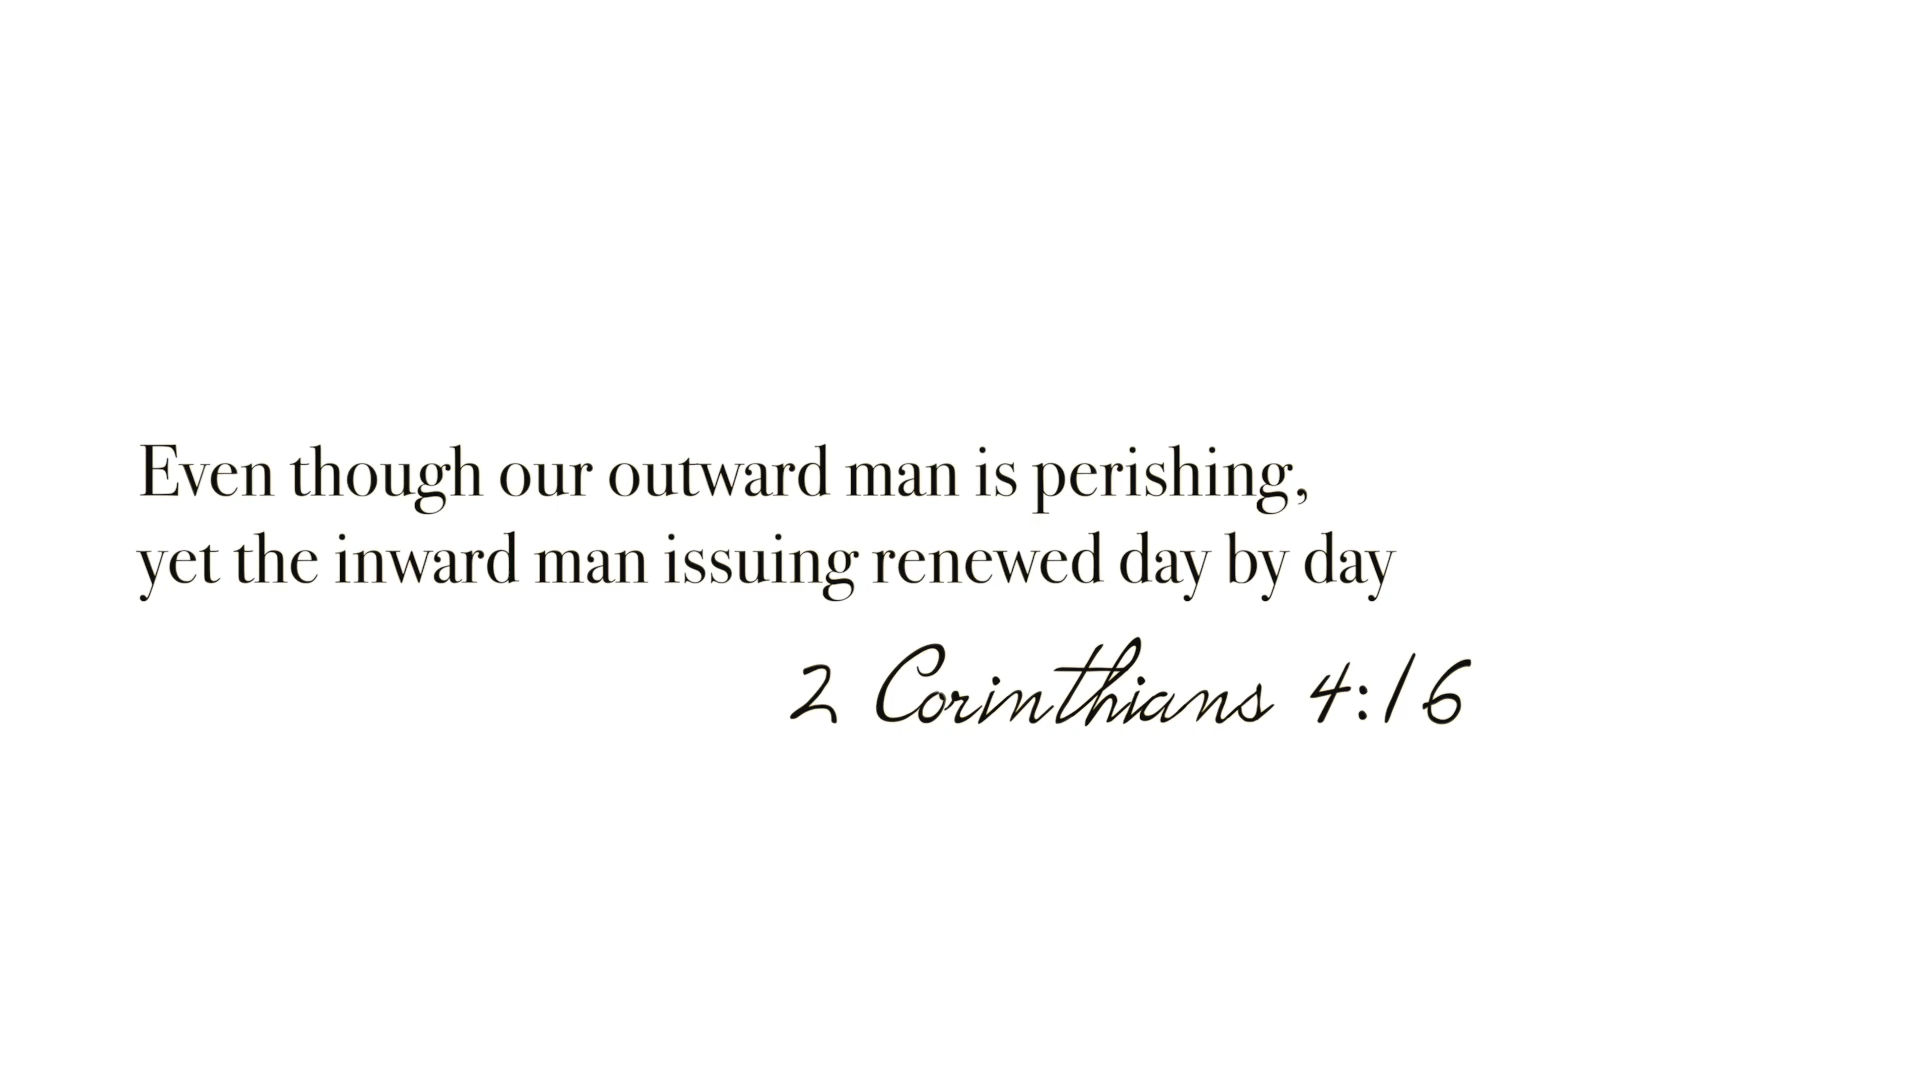 Even though our outward man is perishing,
yet the inward man issuing renewed day by day
2 Corinthians 4:16